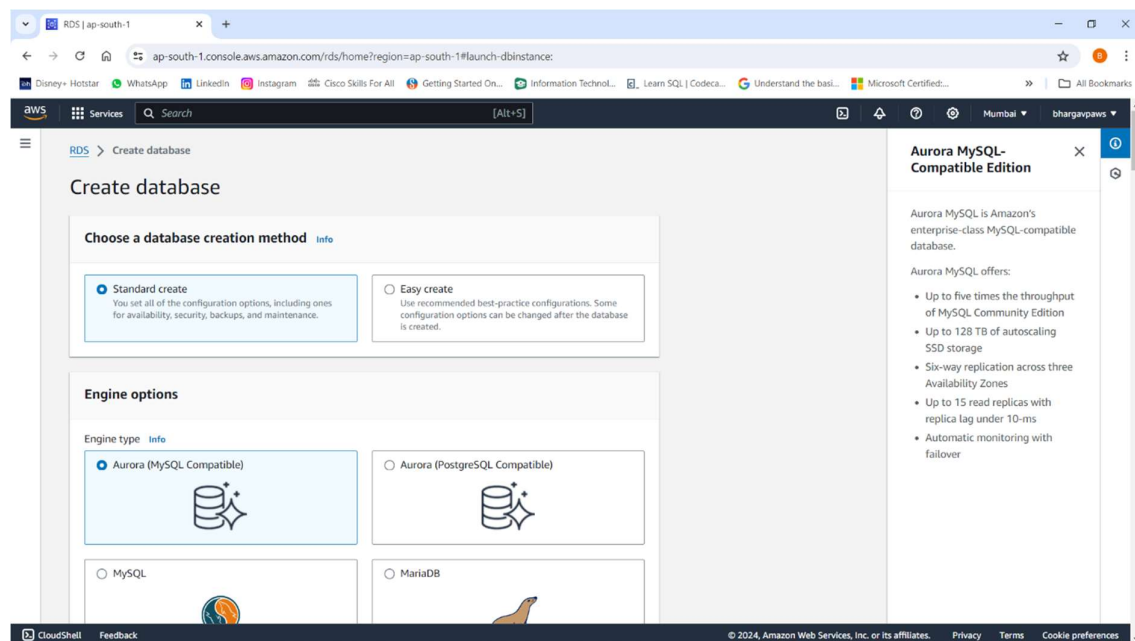 RDS | ap-south-1
ap-south-1.console.aws.amazon.com/rds/home?region=ap-south-1#launch-dbinstance:
Disney+ Hotstar WhatsApp LinkedIn Instagram Cisco Skills For All Getting Started On... Information Technol... Learn SQL | Codeca... Understand the basi... Microsoft Certified:... » All Bookmarks
aws Services Search [Alt+S] Mumbai bhargavpaws
RDS > Create database
Create database
Choose a database creation method Info
Standard create
You set all of the configuration options, including ones
for availability, security, backups, and maintenance.
Easy create
Use recommended best-practice configurations. Some
configuration options can be changed after the database
is created.
Engine options
Engine type Info
Aurora (MySQL Compatible)
Aurora (PostgreSQL Compatible)
MySQL
MariaDB
Aurora MySQL-
Compatible Edition
Aurora MySQL is Amazon's
enterprise-class MySQL-compatible
database.
Aurora MySQL offers:
• Up to five times the throughput
of MySQL Community Edition
• Up to 128 TB of autoscaling
SSD storage
• Six-way replication across three
Availability Zones
• Up to 15 read replicas with
replica lag under 10-ms
• Automatic monitoring with
failover
CloudShell Feedback © 2024, Amazon Web Services, Inc. or its affiliates. Privacy Terms Cookie preferences